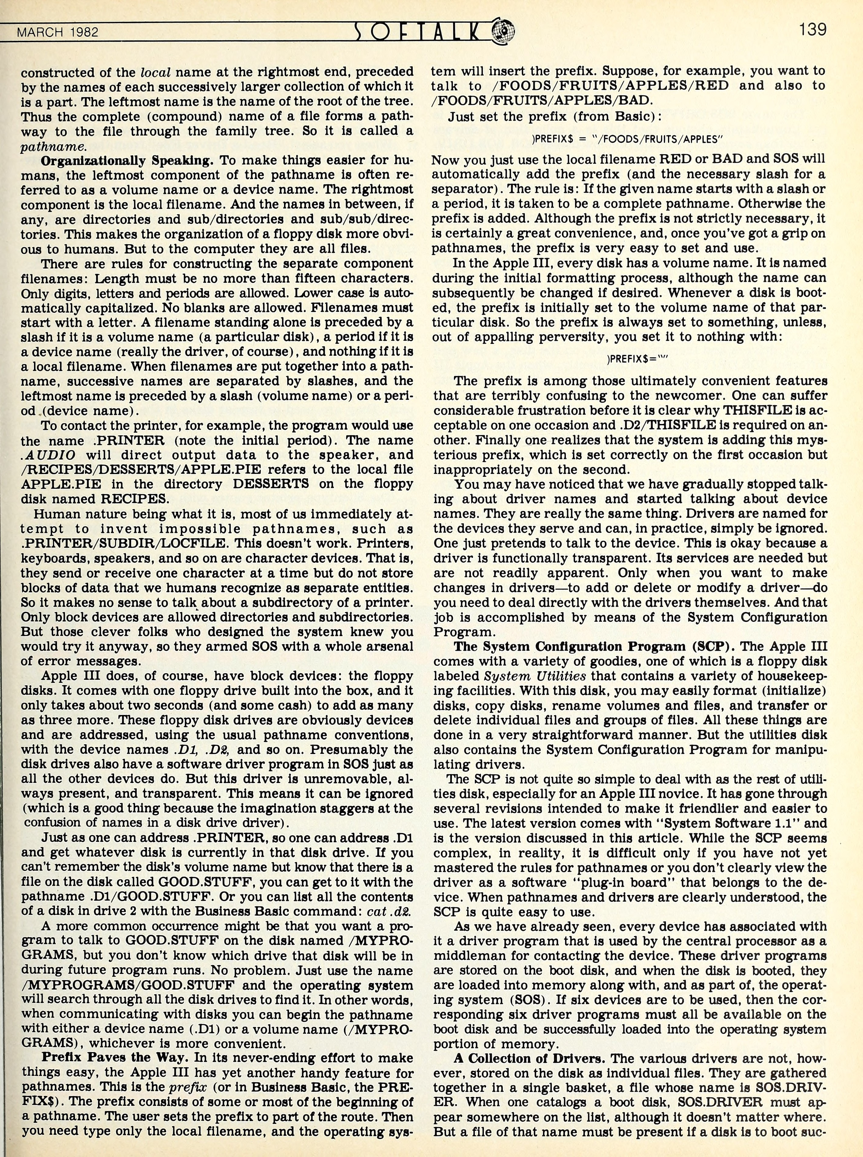 MARCH 1982
SOFTALK
139
constructed of the local name at the rightmost end, preceded
by the names of each successively larger collection of which it
is a part. The leftmost name is the name of the root of the tree.
Thus the complete (compound) name of a file forms a path-
way to the file through the family tree. So it is called a
pathname.
Organizationally Speaking. To make things easier for hu-
mans, the leftmost component of the pathname is often re-
ferred to as a volume name or a device name. The rightmost
component is the local filename. And the names in between, if
any, are directories and sub/directories and sub/sub/direc-
tories. This makes the organization of a floppy disk more obvi-
ous to humans. But to the computer they are all files.
There are rules for constructing the separate component
filenames: Length must be no more than fifteen characters.
Only digits, letters and periods are allowed. Lower case is auto-
matically capitalized. No blanks are allowed. Filenames must
start with a letter. A filename standing alone is preceded by a
slash if it is a volume name (a particular disk), a period if it is
a device name (really the driver, of course), and nothing if it is
a local filename. When filenames are put together into a path-
name, successive names are separated by slashes, and the
leftmost name is preceded by a slash (volume name) or a peri-
od .(device name).
To contact the printer, for example, the program would use
the name .PRINTER (note the initial period). The name
.AUDIO will direct output data to the speaker, and
/RECIPES/DESSERTS/APPLE.PIE refers to the local file
APPLE.PIE in the directory DESSERTS on the floppy
disk named RECIPES.
Human nature being what it is, most of us immediately at-
tempt to invent impossible pathnames, such as
.PRINTER/SUBDIR/LOCFILE. This doesn't work. Printers,
keyboards, speakers, and so on are character devices. That is,
they send or receive one character at a time but do not store
blocks of data that we humans recognize as separate entities.
So it makes no sense to talk about a subdirectory of a printer.
Only block devices are allowed directories and subdirectories.
But those clever folks who designed the system knew you
would try it anyway, so they armed SOS with a whole arsenal
of error messages.
Apple III does, of course, have block devices: the floppy
disks. It comes with one floppy drive built into the box, and it
only takes about two seconds (and some cash) to add as many
as three more. These floppy disk drives are obviously devices
and are addressed, using the usual pathname conventions,
with the device names .D1, .D2, and so on. Presumably the
disk drives also have a software driver program in SOS just as
all the other devices do. But this driver is unremovable, al-
ways present, and transparent. This means it can be ignored
(which is a good thing because the imagination staggers at the
confusion of names in a disk drive driver).
Just as one can address .PRINTER, so one can address .D1
and get whatever disk is currently in that disk drive. If you
can't remember the disk's volume name but know that there is a
file on the disk called GOOD.STUFF, you can get to it with the
pathname .D1/GOOD.STUFF. Or you can list all the contents
of a disk in drive 2 with the Business Basic command: cat .d2.
A more common occurrence might be that you want a pro-
gram to talk to GOOD.STUFF on the disk named /MYPRO-
GRAMS, but you don't know which drive that disk will be in
during future program runs. No problem. Just use the name
/MYPROGRAMS/GOOD.STUFF and the operating system
will search through all the disk drives to find it. In other words,
when communicating with disks you can begin the pathname
with either a device name (.D1) or a volume name (/MYPRO-
GRAMS), whichever is more convenient.
Prefix Paves the Way. In its never-ending effort to make
things easy, the Apple III has yet another handy feature for
pathnames. This is the prefix (or in Business Basic, the PRE-
FIX$). The prefix consists of some or most of the beginning of
a pathname. The user sets the prefix to part of the route. Then
you need type only the local filename, and the operating sys-
tem will insert the prefix. Suppose, for example, you want to
talk to /FOODS/FRUITS/APPLES/RED and also to
/FOODS/FRUITS/APPLES/BAD.
Just set the prefix (from Basic):
)PREFIX$ = "/FOODS/FRUITS/APPLES"
Now you just use the local filename RED or BAD and SOS will
automatically add the prefix (and the necessary slash for a
separator). The rule is: If the given name starts with a slash or
a period, it is taken to be a complete pathname. Otherwise the
prefix is added. Although the prefix is not strictly necessary, it
is certainly a great convenience, and, once you've got a grip on
pathnames, the prefix is very easy to set and use.
In the Apple III, every disk has a volume name. It is named
during the initial formatting process, although the name can
subsequently be changed if desired. Whenever a disk is boot-
ed, the prefix is initially set to the volume name of that par-
ticular disk. So the prefix is always set to something, unless,
out of appalling perversity, you set it to nothing with:
)PREFIX$=""
The prefix is among those ultimately convenient features
that are terribly confusing to the newcomer. One can suffer
considerable frustration before it is clear why THISFILE is ac-
ceptable on one occasion and .D2/THISFILE is required on an-
other. Finally one realizes that the system is adding this mys-
terious prefix, which is set correctly on the first occasion but
inappropriately on the second.
You may have noticed that we have gradually stopped talk-
ing about driver names and started talking about device
names. They are really the same thing. Drivers are named for
the devices they serve and can, in practice, simply be ignored.
One just pretends to talk to the device. This is okay because a
driver is functionally transparent. Its services are needed but
are not readily apparent. Only when you want to make
changes in drivers—to add or delete or modify a driver—do
you need to deal directly with the drivers themselves. And that
job is accomplished by means of the System Configuration
Program.
The System Configuration Program (SCP). The Apple III
comes with a variety of goodies, one of which is a floppy disk
labeled System Utilities that contains a variety of housekeep-
ing facilities. With this disk, you may easily format (initialize)
disks, copy disks, rename volumes and files, and transfer or
delete individual files and groups of files. All these things are
done in a very straightforward manner. But the utilities disk
also contains the System Configuration Program for manipu-
lating drivers.
The SCP is not quite so simple to deal with as the rest of utili-
ties disk, especially for an Apple III novice. It has gone through
several revisions intended to make it friendlier and easier to
use. The latest version comes with "System Software 1.1" and
is the version discussed in this article. While the SCP seems
complex, in reality, it is difficult only if you have not yet
mastered the rules for pathnames or you don't clearly view the
driver as a software "plug-in board" that belongs to the de-
vice. When pathnames and drivers are clearly understood, the
SCP is quite easy to use.
As we have already seen, every device has associated with
it a driver program that is used by the central processor as a
middleman for contacting the device. These driver programs
are stored on the boot disk, and when the disk is booted, they
are loaded into memory along with, and as part of, the operat-
ing system (SOS). If six devices are to be used, then the cor-
responding six driver programs must all be available on the
boot disk and be successfully loaded into the operating system
portion of memory.
A Collection of Drivers. The various drivers are not, how-
ever, stored on the disk as individual files. They are gathered
together in a single basket, a file whose name is SOS.DRIV-
ER. When one catalogs a boot disk, SOS.DRIVER must ap-
pear somewhere on the list, although it doesn't matter where.
But a file of that name must be present if a disk is to boot suc-